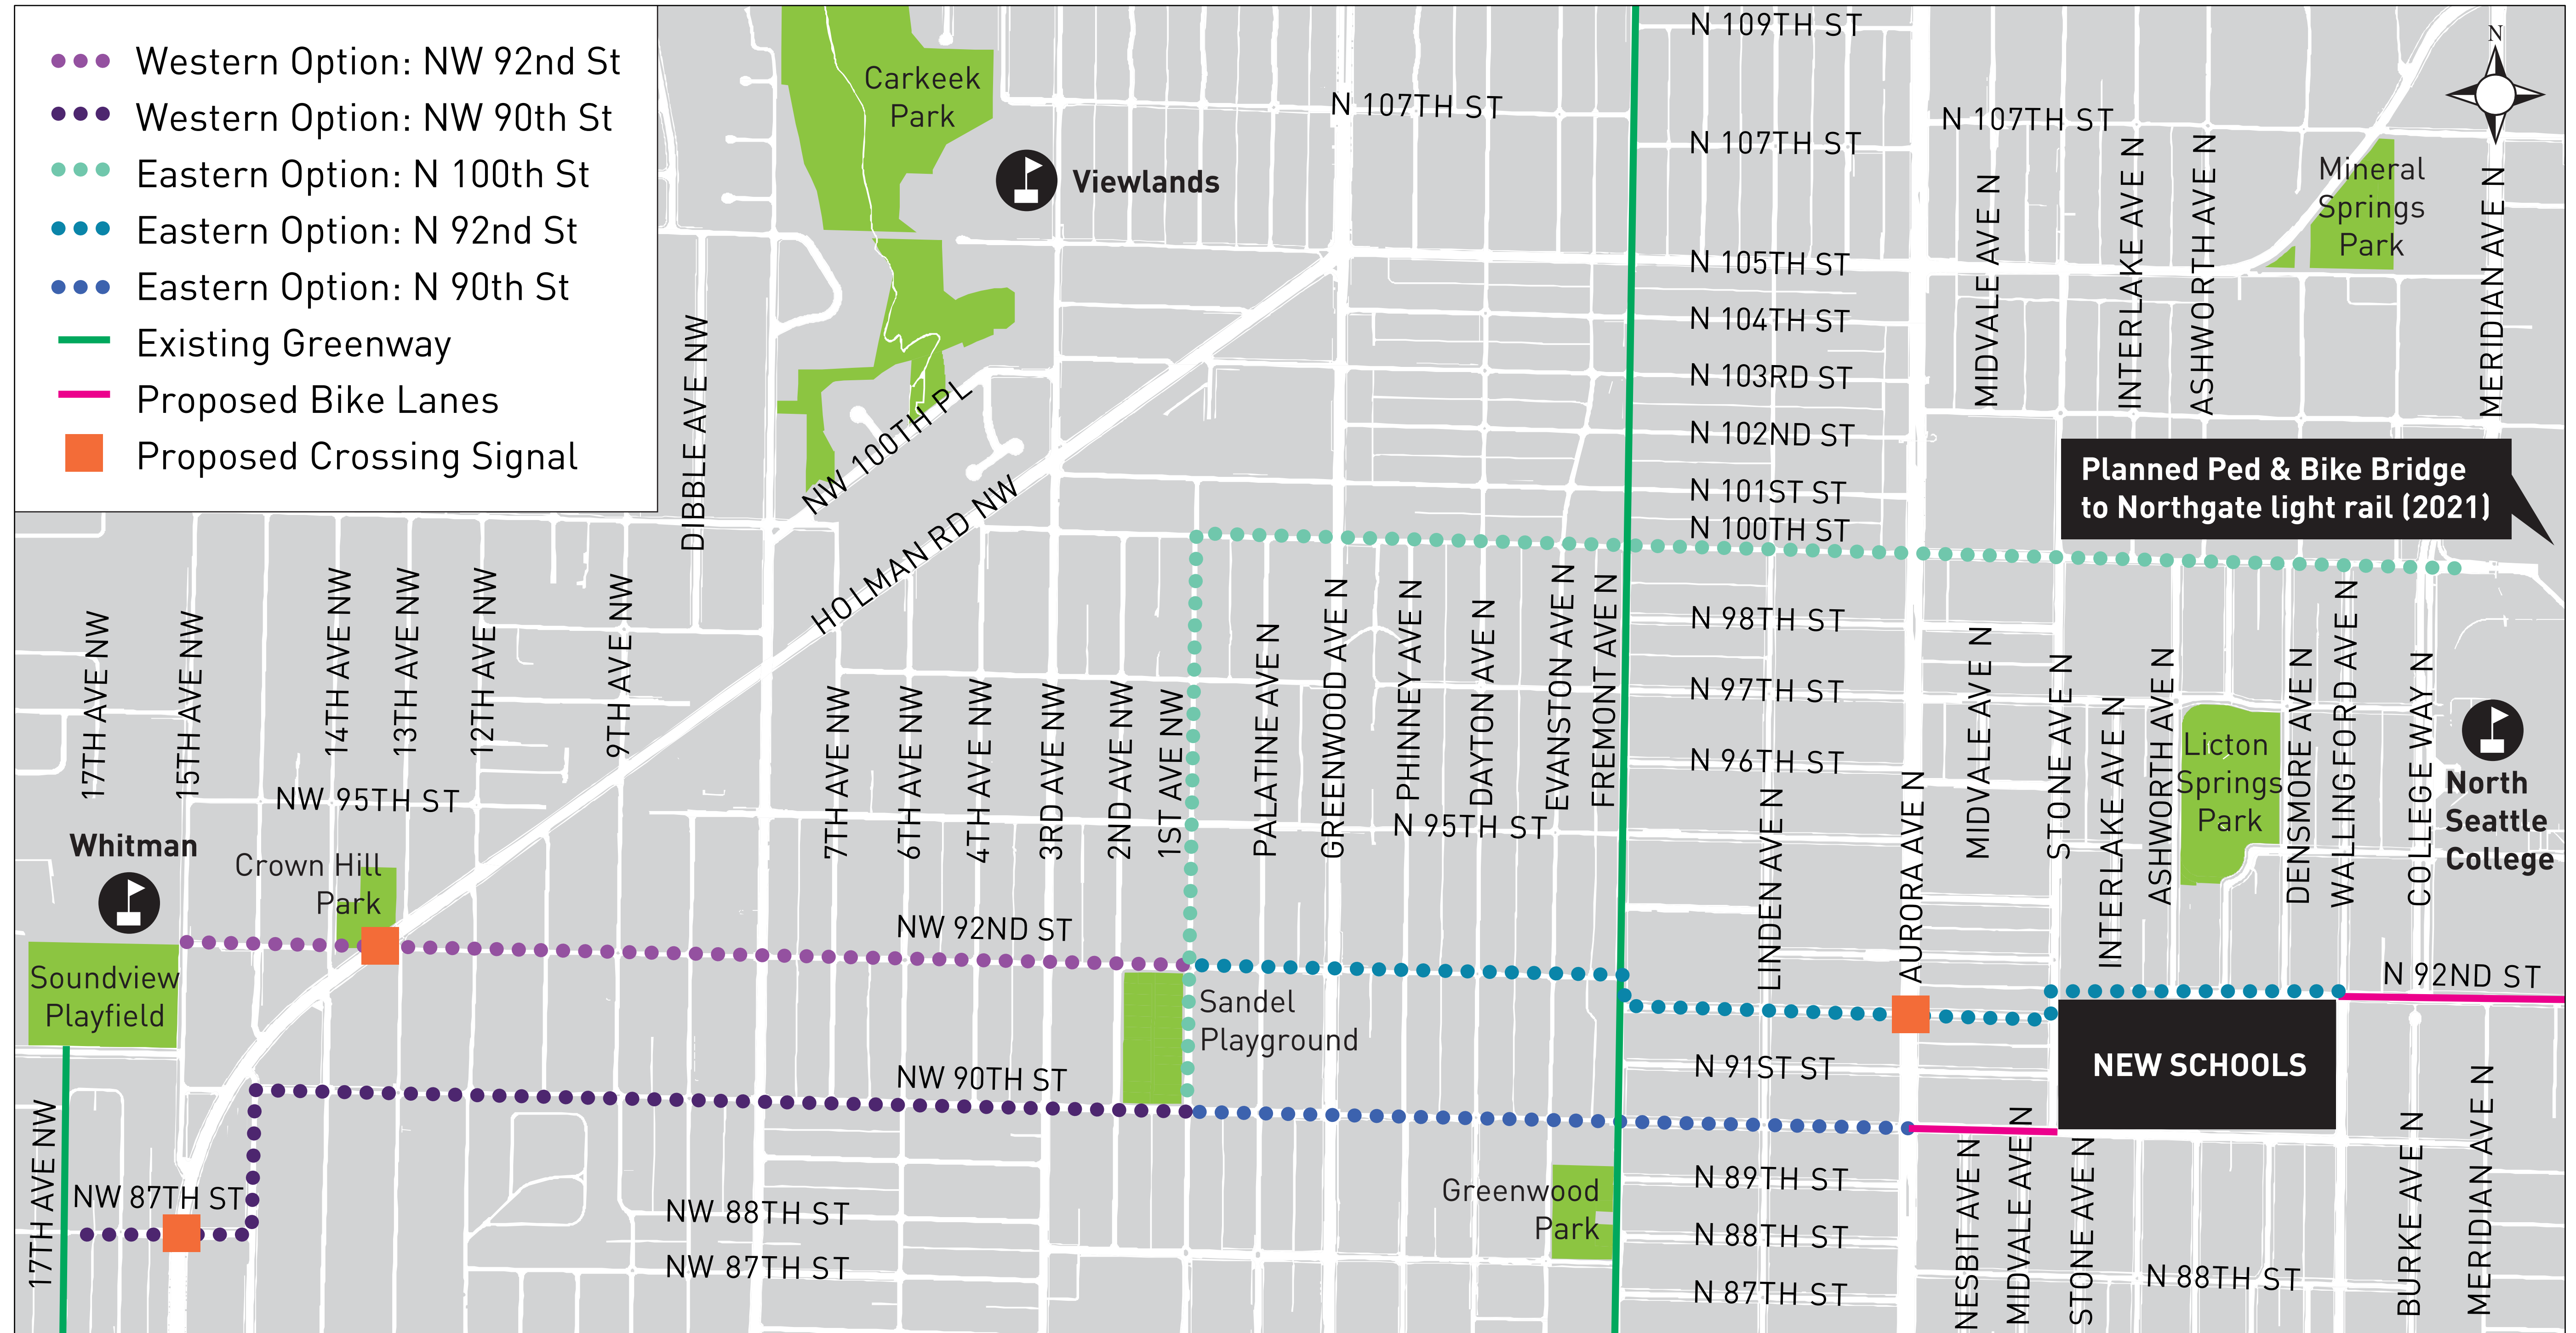 Western Option: NW 92nd St
Western Option: NW 90th St
Eastern Option: N 100th St
Eastern Option: N 92nd St
Eastern Option: N 90th St
Existing Greenway
Proposed Bike Lanes
Proposed Crossing Signal
Carkeek
Park
Viewlands
N 107TH ST
N 109TH ST
N 107TH ST
N 107TH ST
N
Mineral
Springs
Park
MIDVALE AVE N
INTERLAKE AVE N
ASHWORTH AVE N
MERIDIAN AVE N
N 105TH ST
N 104TH ST
N 103RD ST
N 102ND ST
N 101ST ST
N 100TH ST
DIBBLE AVE NW
NW 100TH PL
HOLMAN RD NW
Planned Ped & Bike Bridge
to Northgate light rail (2021)
17TH AVE NW
15TH AVE NW
14TH AVE NW
13TH AVE NW
12TH AVE NW
9TH AVE NW
7TH AVE NW
6TH AVE NW
4TH AVE NW
3RD AVE NW
2ND AVE NW
1ST AVE NW
PALATINE AVE N
GREENWOOD AVE N
PHINNEY AVE N
DAYTON AVE N
EVANSTON AVE N
FREMONT AVE N
N 98TH ST
N 97TH ST
N 96TH ST
LINDEN AVE N
AURORA AVE N
MIDVALE AVE N
STONE AVE N
INTERLAKE AVE N
ASHWORTH AVE N
Licton
Springs
Park
DENSMORE AVE N
WALLINGFORD AVE N
COLLEGE WAY N
North
Seattle
College
NW 95TH ST
N 95TH ST
Whitman
Crown Hill
Park
NW 92ND ST
N 92ND ST
Soundview
Playfield
Sandel
Playground
NW 90TH ST
N 91ST ST
NEW SCHOOLS
17TH AVE NW
NW 87TH ST
NW 88TH ST
NW 87TH ST
Greenwood
Park
N 89TH ST
N 88TH ST
N 87TH ST
NESBIT AVE N
MIDVALE AVE N
STONE AVE N
N 88TH ST
BURKE AVE N
MERIDIAN AVE N